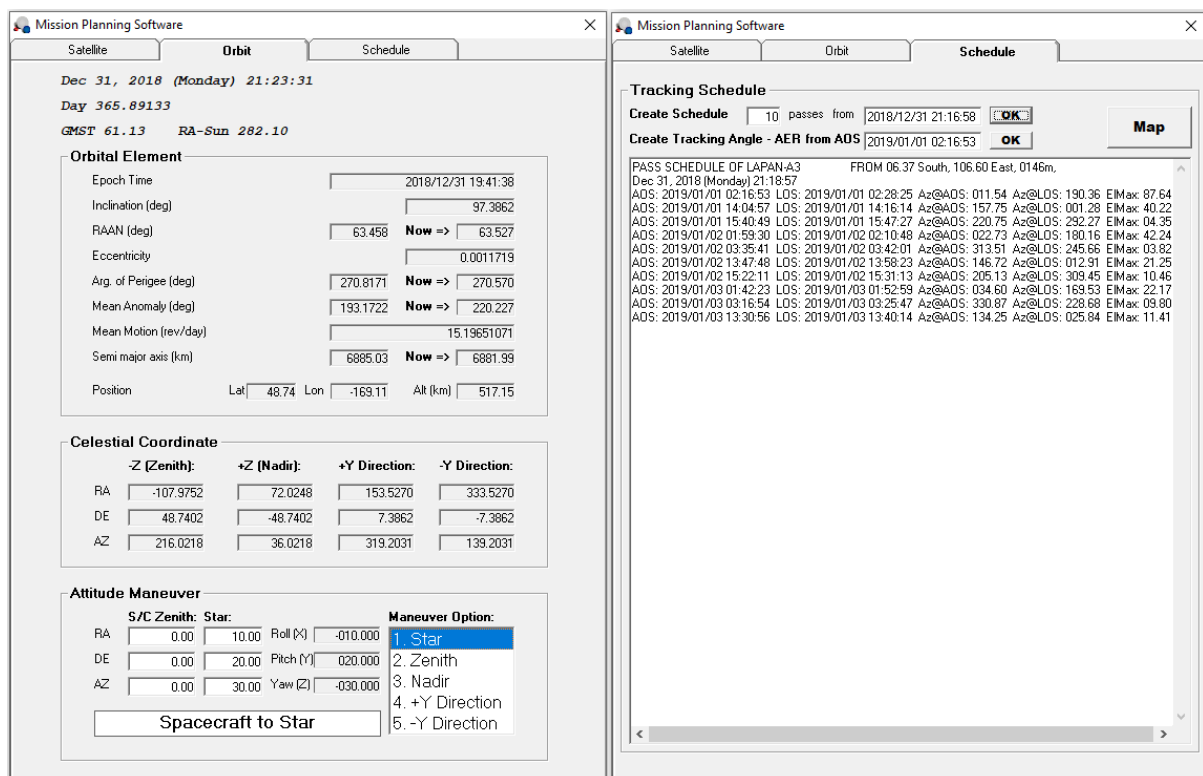 Mission Planning Software
Satellite Orbit Schedule
Dec 31, 2018 (Monday) 21:23:31
Day 365.89133
GMST 61.13 RA-Sun 282.10
Orbital Element
Epoch Time 2018/12/31 19:41:38
Inclination (deg) 97.3862
RAAN (deg) 63.458 Now => 63.527
Eccentricity 0.0011719
Arg. of Perigee (deg) 270.8171 Now => 270.570
Mean Anomaly (deg) 193.1722 Now => 220.227
Mean Motion (rev/day) 15.19651071
Semi major axis (km) 6885.03 Now => 6881.99
Position Lat 48.74 Lon -169.11 Alt (km) 517.15
Celestial Coordinate
-Z (Zenith): +Z (Nadir): +Y Direction: -Y Direction:
RA -107.9752 72.0248 153.5270 333.5270
DE 48.7402 -48.7402 7.3862 -7.3862
AZ 216.0218 36.0218 319.2031 139.2031
Attitude Maneuver
S/C Zenith: Star: Maneuver Option:
RA 0.00 10.00 Roll (X) -010.000 1. Star
DE 0.00 20.00 Pitch (Y) 020.000 2. Zenith
AZ 0.00 30.00 Yaw (Z) -030.000 3. Nadir
4. +Y Direction
Spacecraft to Star 5. -Y Direction
Mission Planning Software
Satellite Orbit Schedule
Tracking Schedule
Create Schedule 10 passes from 2018/12/31 21:16:58 OK
Map
Create Tracking Angle - AER from AOS 2019/01/01 02:16:53 OK
PASS SCHEDULE OF LAPAN-A3 FROM 06.37 South, 106.60 East, 0146m,
Dec 31, 2018 (Monday) 21:18:57
AOS: 2019/01/01 02:16:53 LOS: 2019/01/01 02:28:25 Az@AOS: 011.54 Az@LOS: 190.36 ElMax: 87.64
AOS: 2019/01/01 14:04:57 LOS: 2019/01/01 14:16:14 Az@AOS: 157.75 Az@LOS: 001.28 ElMax: 40.22
AOS: 2019/01/01 15:40:49 LOS: 2019/01/01 15:47:27 Az@AOS: 220.75 Az@LOS: 292.27 ElMax: 04.35
AOS: 2019/01/02 01:59:30 LOS: 2019/01/02 02:10:48 Az@AOS: 022.73 Az@LOS: 180.16 ElMax: 42.24
AOS: 2019/01/02 03:35:41 LOS: 2019/01/02 03:42:01 Az@AOS: 313.51 Az@LOS: 245.66 ElMax: 03.82
AOS: 2019/01/02 13:47:48 LOS: 2019/01/02 13:58:23 Az@AOS: 146.72 Az@LOS: 012.91 ElMax: 21.25
AOS: 2019/01/02 15:22:11 LOS: 2019/01/02 15:31:13 Az@AOS: 205.13 Az@LOS: 309.45 ElMax: 10.46
AOS: 2019/01/03 01:42:23 LOS: 2019/01/03 01:52:59 Az@AOS: 034.60 Az@LOS: 169.53 ElMax: 22.17
AOS: 2019/01/03 03:16:54 LOS: 2019/01/03 03:25:47 Az@AOS: 330.87 Az@LOS: 228.68 ElMax: 09.80
AOS: 2019/01/03 13:30:56 LOS: 2019/01/03 13:40:14 Az@AOS: 134.25 Az@LOS: 025.84 ElMax: 11.41